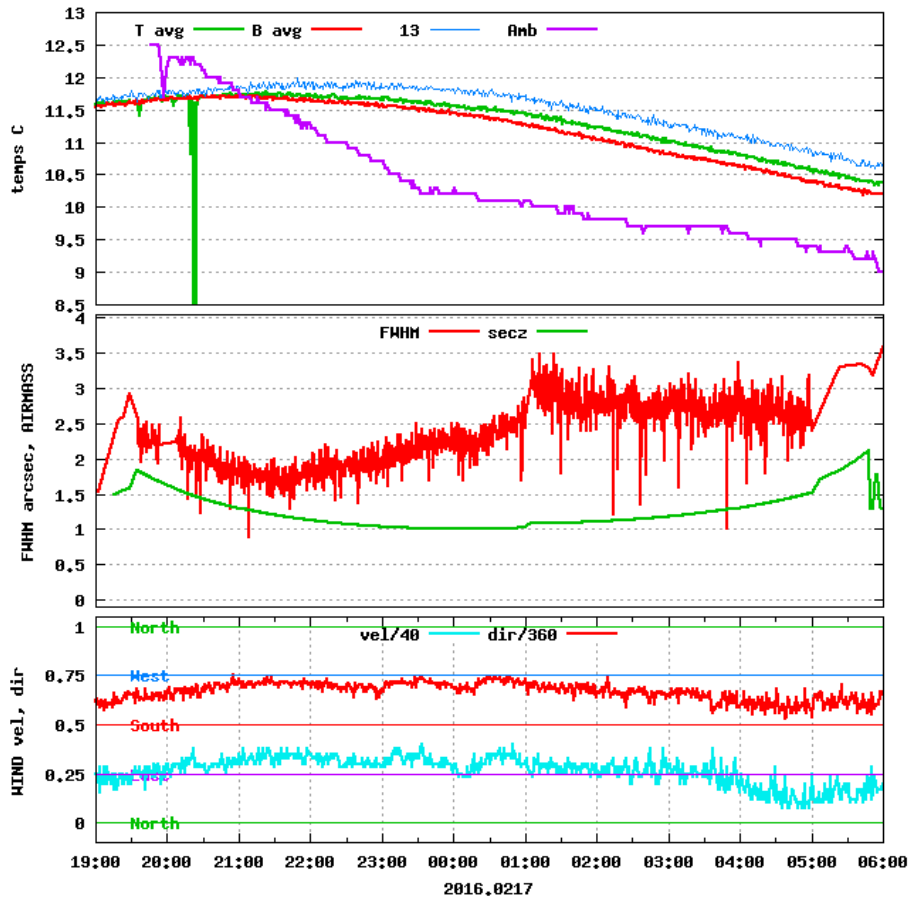 13
T avg B avg 13 Amb
12.5
12
11.5
11
10.5
10
9.5
9
8.5
temps C
4
FWHM secz
3.5
3
2.5
2
1.5
1
0.5
0
FWHM arcsec, AIRMASS
1 North
vel/40 dir/360
0.75 West
0.5 South
0.25 East
0 North
WIND vel, dir
19:00 20:00 21:00 22:00 23:00 00:00 01:00 02:00 03:00 04:00 05:00 06:00
2016.0217